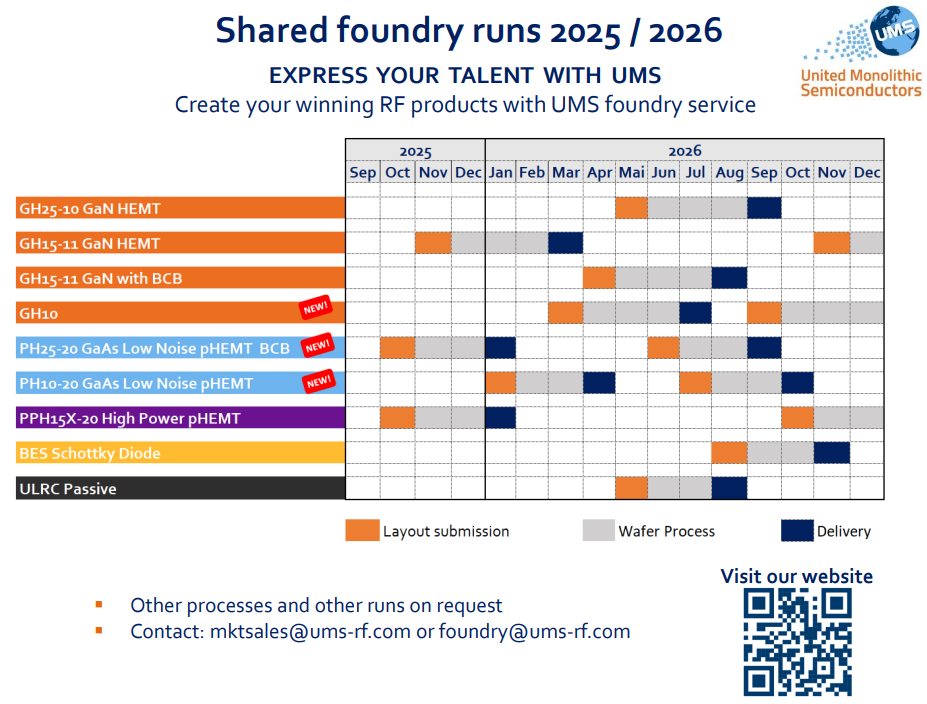 Shared foundry runs 2025 / 2026
UMS
United Monolithic
Semiconductors
EXPRESS YOUR TALENT WITH UMS
Create your winning RF products with UMS foundry service
2025 2026
Sep Oct Nov Dec Jan Feb Mar Apr Mai Jun Jul Aug Sep Oct Nov Dec
GH25-10 GaN HEMT
GH15-11 GaN HEMT
GH15-11 GaN with BCB
GH10 NEW!
PH25-20 GaAs Low Noise pHEMT BCB NEW!
PH10-20 GaAs Low Noise pHEMT NEW!
PPH15X-20 High Power pHEMT
BES Schottky Diode
ULRC Passive
Layout submission Wafer Process Delivery
Visit our website
▪ Other processes and other runs on request
▪ Contact: mktsales@ums-rf.com or foundry@ums-rf.com